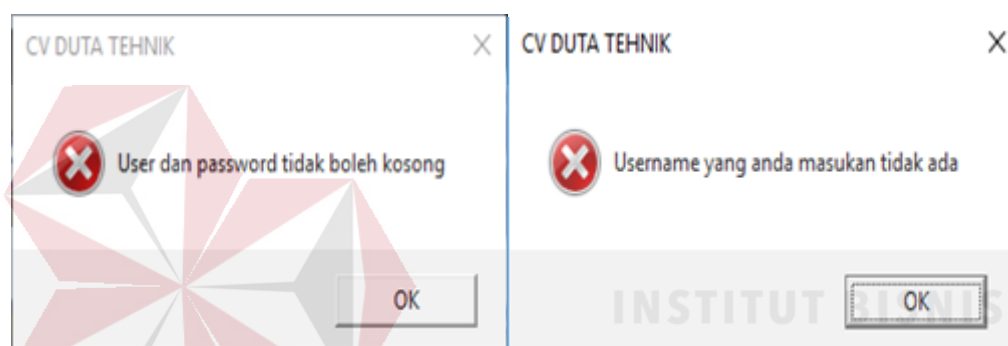 CV DUTA TEHNIK
User dan password tidak boleh kosong
OK
CV DUTA TEHNIK
Username yang anda masukan tidak ada
OK
INSTITUT BISNIS